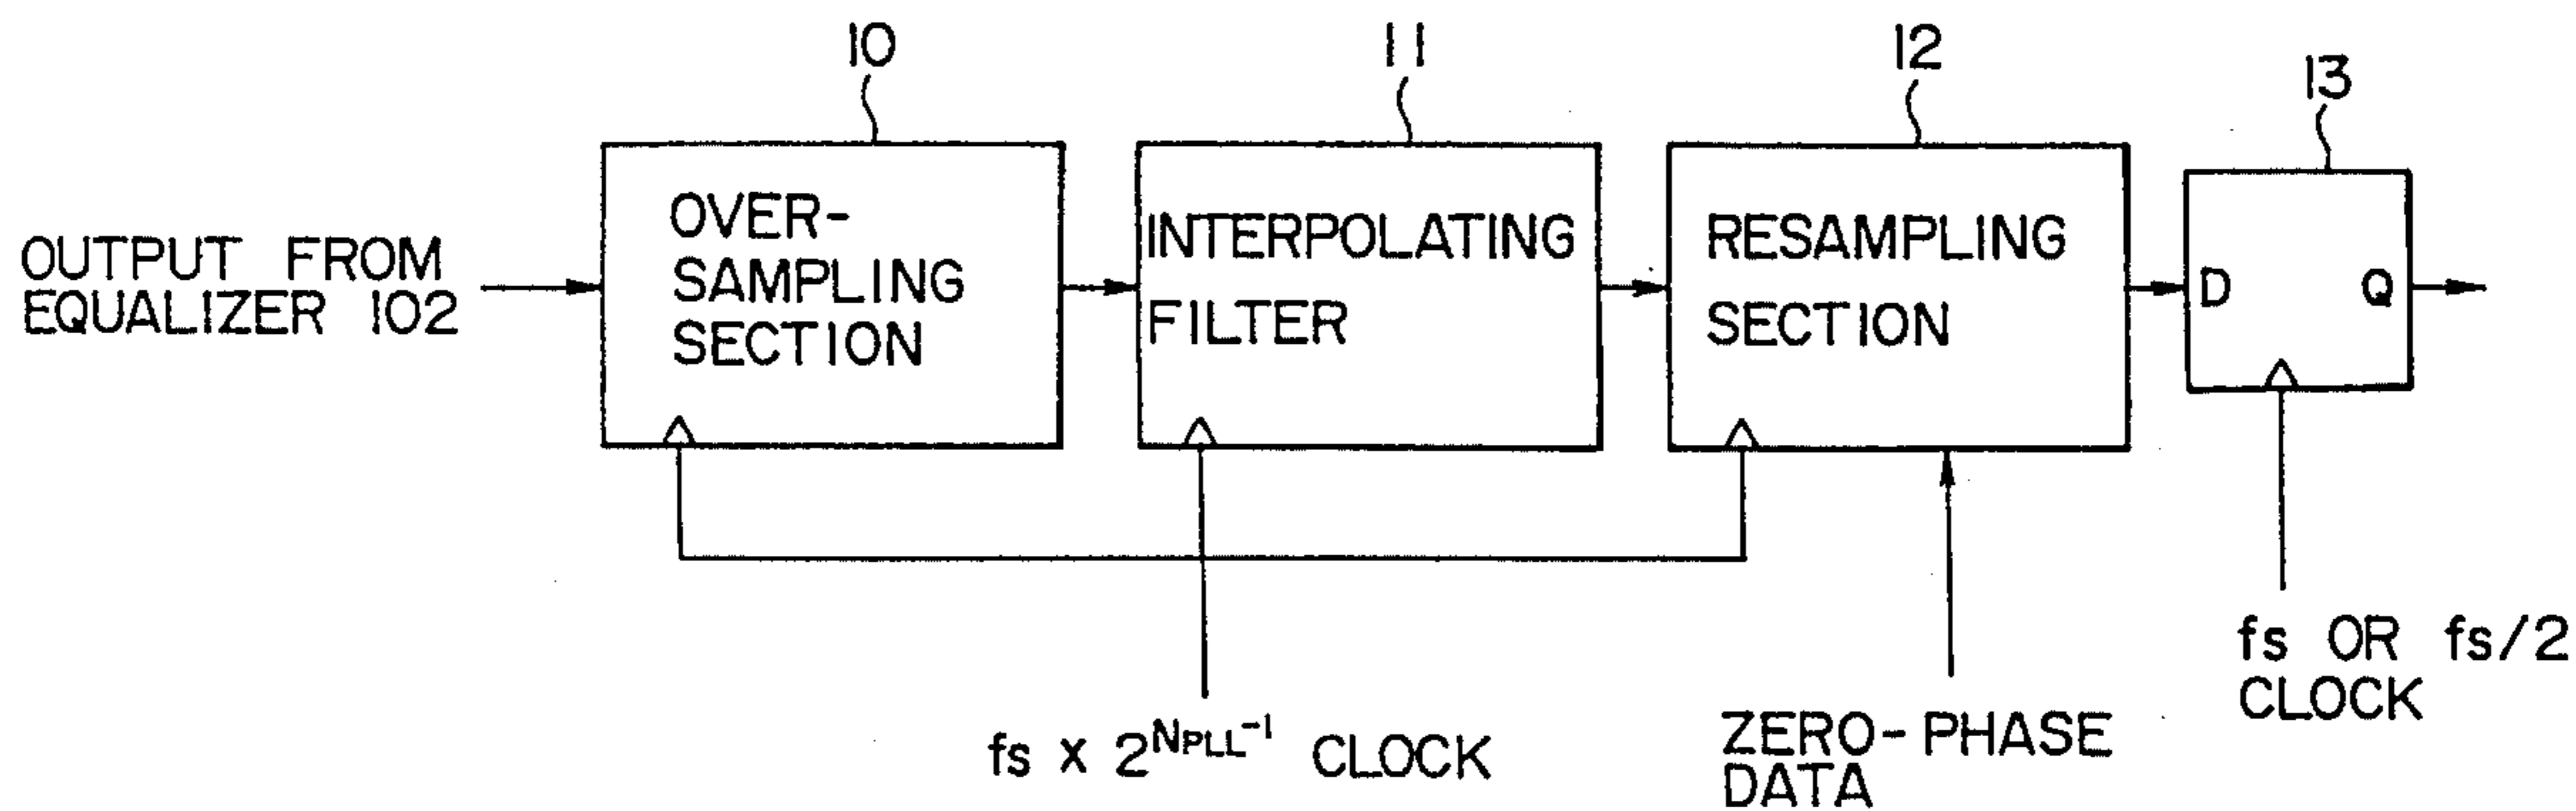 10
11
12
13
OUTPUT FROM
EQUALIZER 102
OVER-
SAMPLING
SECTION
INTERPOLATING
FILTER
RESAMPLING
SECTION
D Q
fs x 2^NPLL-1 CLOCK
ZERO-PHASE
DATA
fs OR fs/2
CLOCK